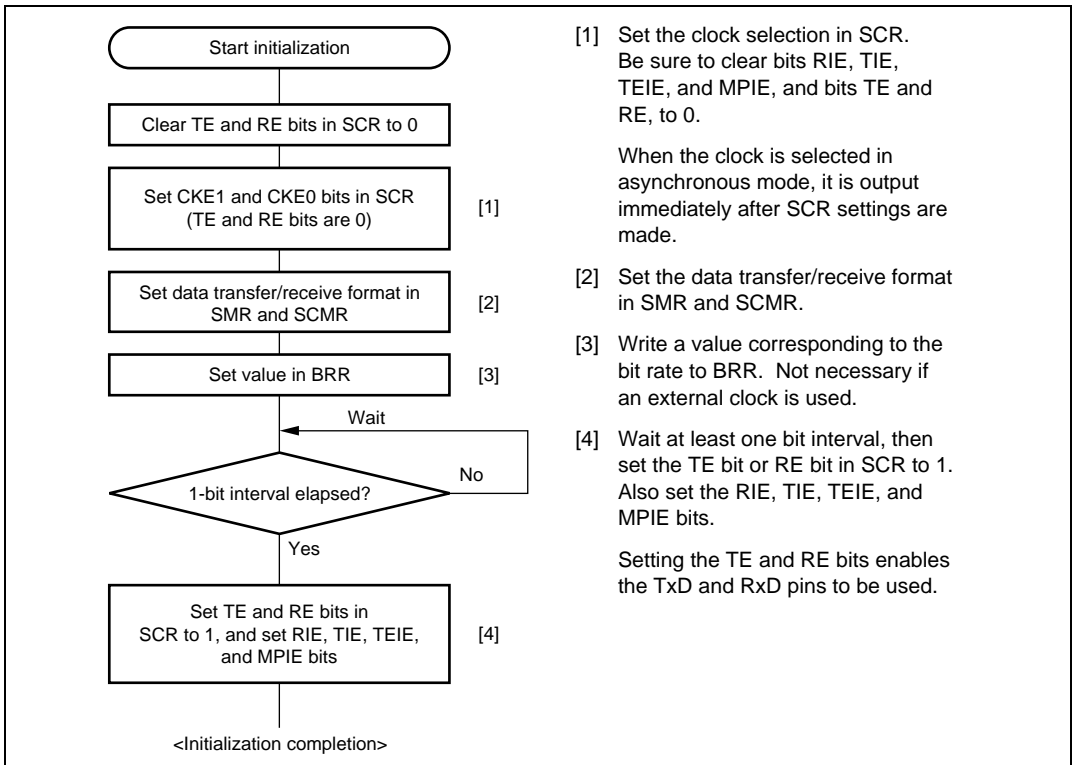 Start initialization
Clear TE and RE bits in SCR to 0
Set CKE1 and CKE0 bits in SCR
(TE and RE bits are 0)
[1]
Set data transfer/receive format in
SMR and SCMR
[2]
Set value in BRR
[3]
Wait
1-bit interval elapsed?
No
Yes
Set TE and RE bits in
SCR to 1, and set RIE, TIE, TEIE,
and MPIE bits
[4]
<Initialization completion>
[1] Set the clock selection in SCR.
Be sure to clear bits RIE, TIE,
TEIE, and MPIE, and bits TE and
RE, to 0.
When the clock is selected in
asynchronous mode, it is output
immediately after SCR settings are
made.
[2] Set the data transfer/receive format
in SMR and SCMR.
[3] Write a value corresponding to the
bit rate to BRR. Not necessary if
an external clock is used.
[4] Wait at least one bit interval, then
set the TE bit or RE bit in SCR to 1.
Also set the RIE, TIE, TEIE, and
MPIE bits.
Setting the TE and RE bits enables
the TxD and RxD pins to be used.